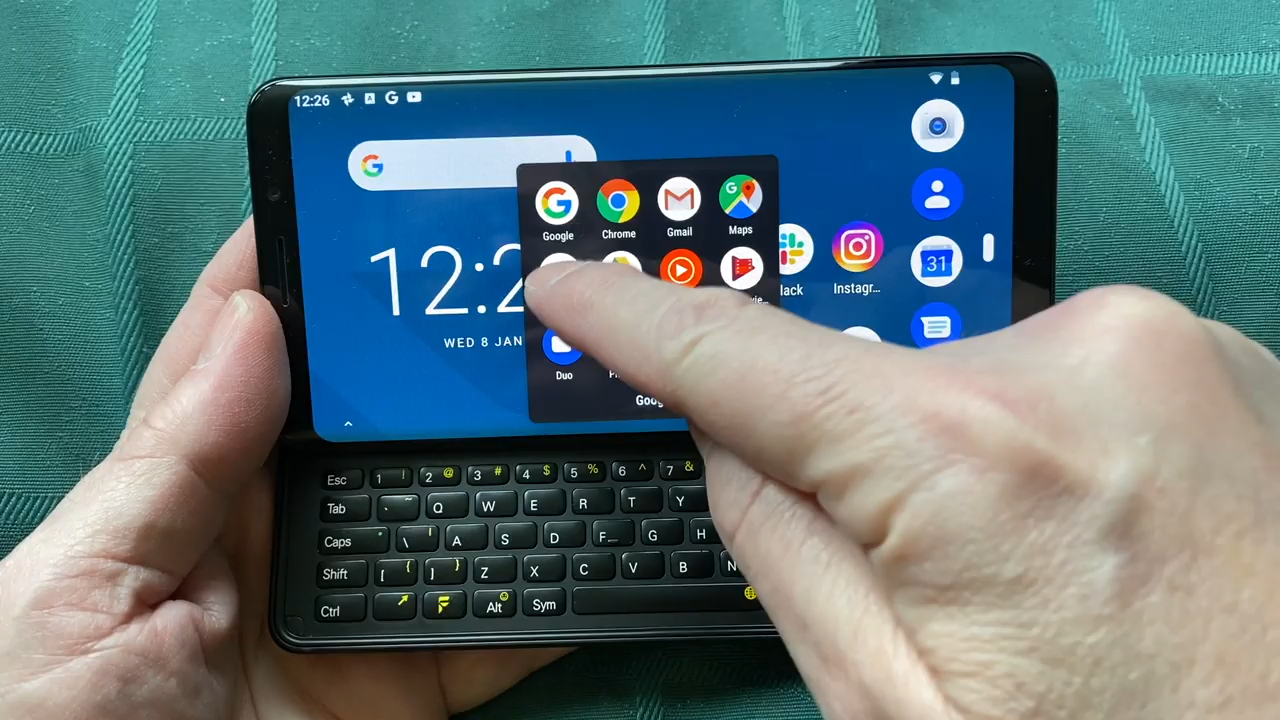 12:26
Google Chrome Gmail Maps
12:2
lack Instagr...
31
WED 8 JAN
Duo
Esc 1 ! 2 @ 3 # 4 $ 5 % 6 ^ 7 &
Tab ` ~ Q W E R T Y
Caps \ | A S D F_ G H
Shift [ { ] } Z X C V B N
Ctrl Alt Sym